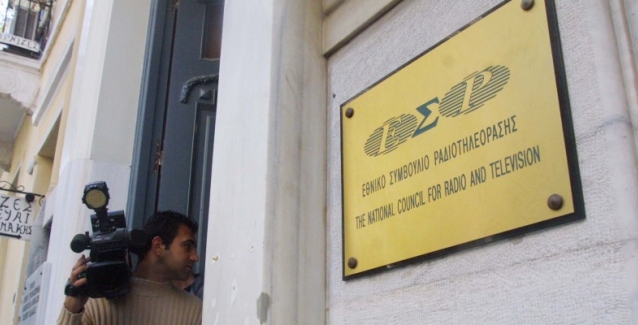 ΕΣΡ
ΕΘΝΙΚΟ ΣΥΜΒΟΥΛΙΟ ΡΑΔΙΟΤΗΛΕΟΡΑΣΗΣ
THE NATIONAL COUNCIL FOR RADIO AND TELEVISION